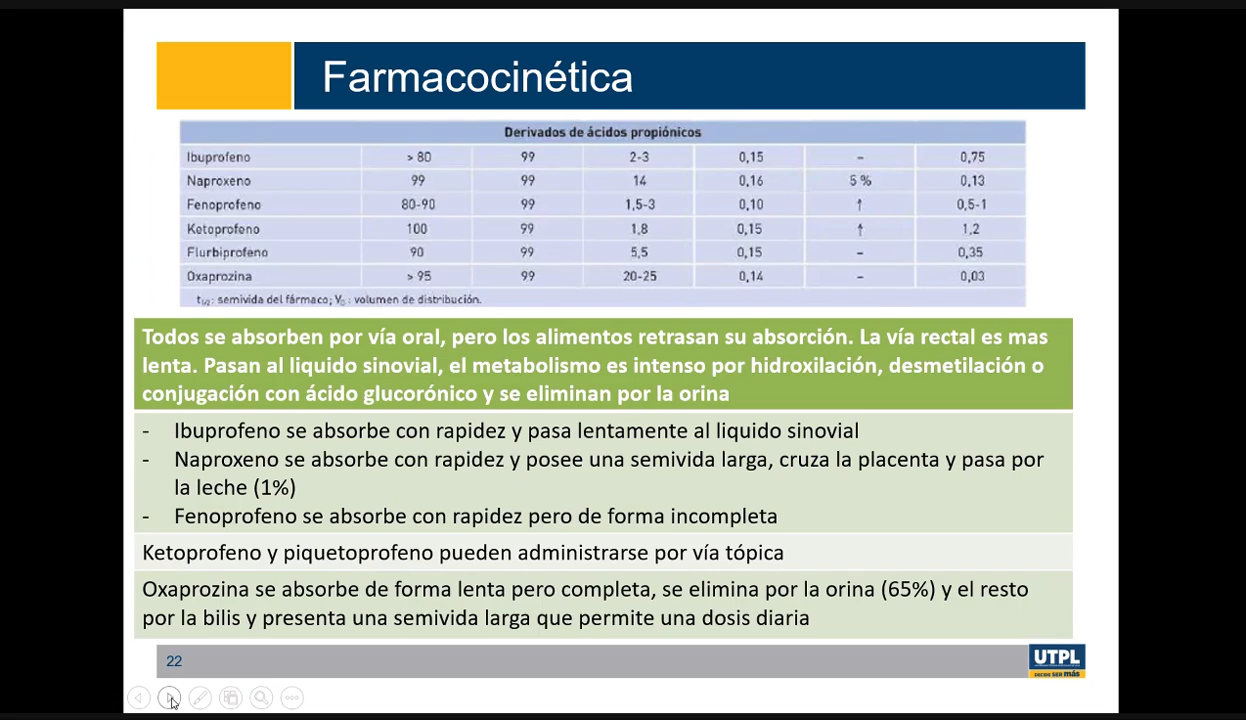 Farmacocinética
Derivados de ácidos propiónicos
Ibuprofeno > 80 99 2-3 0,15 – 0,75
Naproxeno 99 99 14 0,16 5 % 0,13
Fenoprofeno 80-90 99 1,5-3 0,10 ↑ 0,5-1
Ketoprofeno 100 99 1,8 0,15 ↑ 1,2
Flurbiprofeno 90 99 5,5 0,15 – 0,35
Oxaprozina > 95 99 20-25 0,14 – 0,03
t1/2: semivida del fármaco; VD: volumen de distribución.
Todos se absorben por vía oral, pero los alimentos retrasan su absorción. La vía rectal es mas
lenta. Pasan al liquido sinovial, el metabolismo es intenso por hidroxilación, desmetilación o
conjugación con ácido glucorónico y se eliminan por la orina
- Ibuprofeno se absorbe con rapidez y pasa lentamente al liquido sinovial
- Naproxeno se absorbe con rapidez y posee una semivida larga, cruza la placenta y pasa por
la leche (1%)
- Fenoprofeno se absorbe con rapidez pero de forma incompleta
Ketoprofeno y piquetoprofeno pueden administrarse por vía tópica
Oxaprozina se absorbe de forma lenta pero completa, se elimina por la orina (65%) y el resto
por la bilis y presenta una semivida larga que permite una dosis diaria
22
UTPL
DECIDE SER más